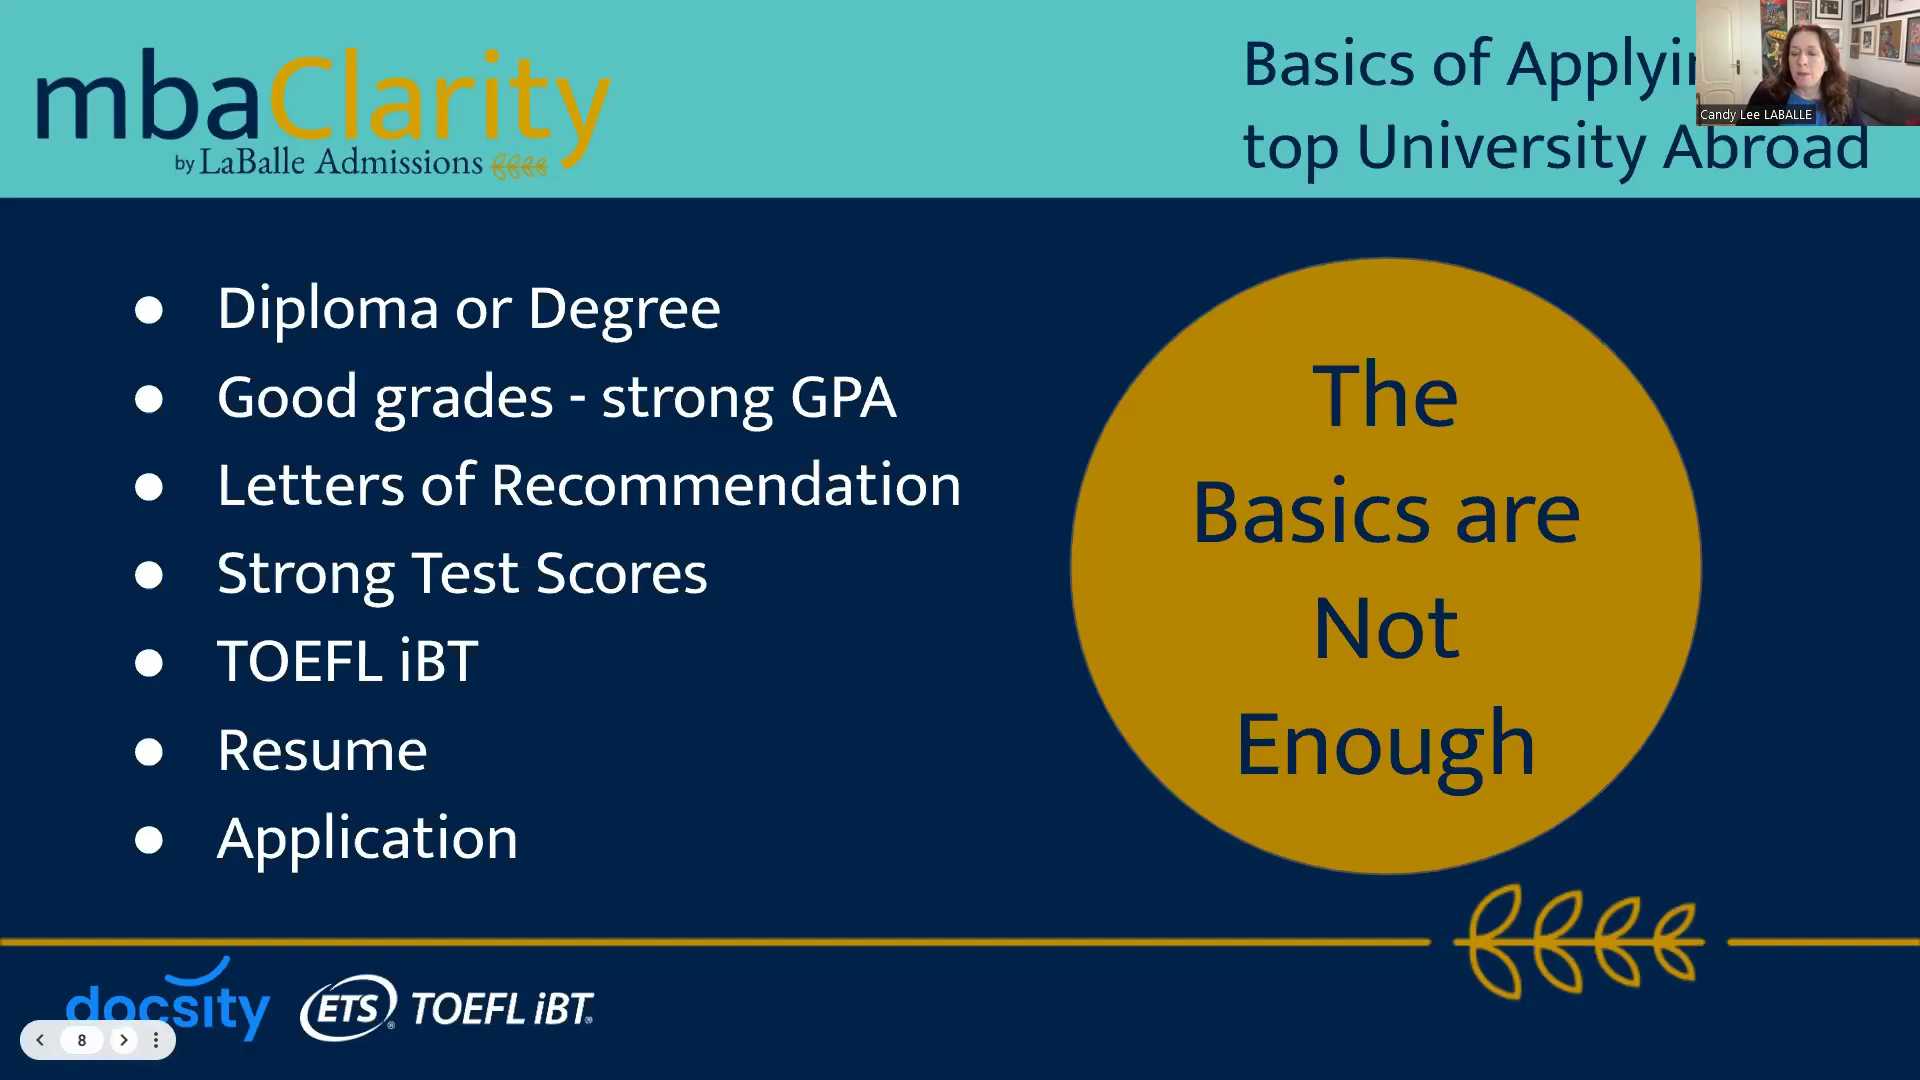 mbaClarity
by LaBalle Admissions
Basics of Applyin
top University Abroad
Candy Lee LABALLE
● Diploma or Degree
● Good grades - strong GPA
● Letters of Recommendation
● Strong Test Scores
● TOEFL iBT
● Resume
● Application
The
Basics are
Not
Enough
docsity
ETS® TOEFL iBT®
8